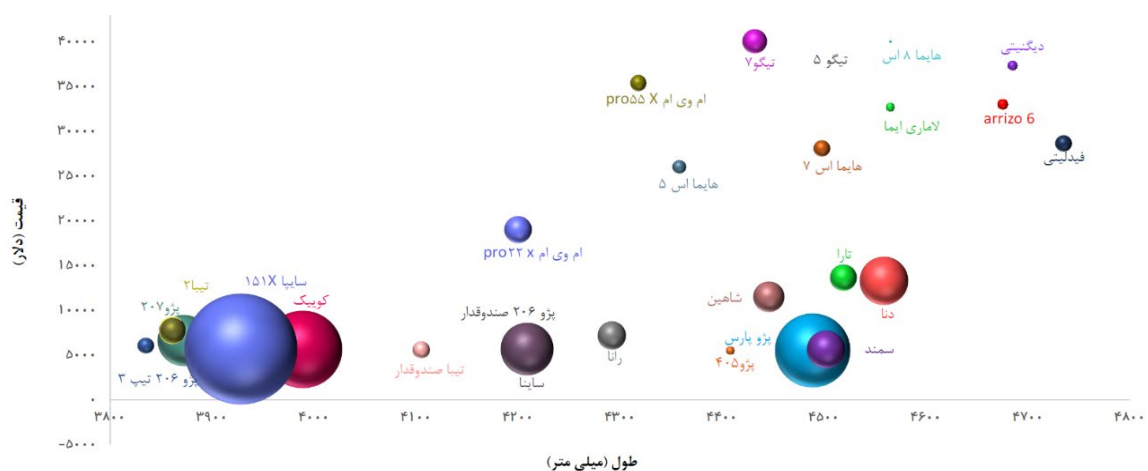 قیمت (دلار)
۴۰۰۰۰
۳۵۰۰۰
۳۰۰۰۰
۲۵۰۰۰
۲۰۰۰۰
۱۵۰۰۰
۱۰۰۰۰
۵۰۰۰
۰
-۵۰۰۰
دیگنیتی
هایما ۸ اس
تیگو ۵
تیگو۷
ام وی ام pro۵۵ X
arrizo 6
لاماری ایما
فیدلیتی
هایما اس ۷
هایما اس ۵
ام وی ام pro۲۲ x
تارا
دنا
شاهین
سمند
پژو پارس
پژو۴۰۵
رانا
پژو ۲۰۶ صندوقدار
ساینا
تیبا صندوقدار
سایپا ۱۵۱X
کوییک
تیبا۲
پژو۲۰۷
پژو ۲۰۶ تیپ ۳
۳۸۰۰ ۳۹۰۰ ۴۰۰۰ ۴۱۰۰ ۴۲۰۰ ۴۳۰۰ ۴۴۰۰ ۴۵۰۰ ۴۶۰۰ ۴۷۰۰ ۴۸۰۰
طول (میلی متر)